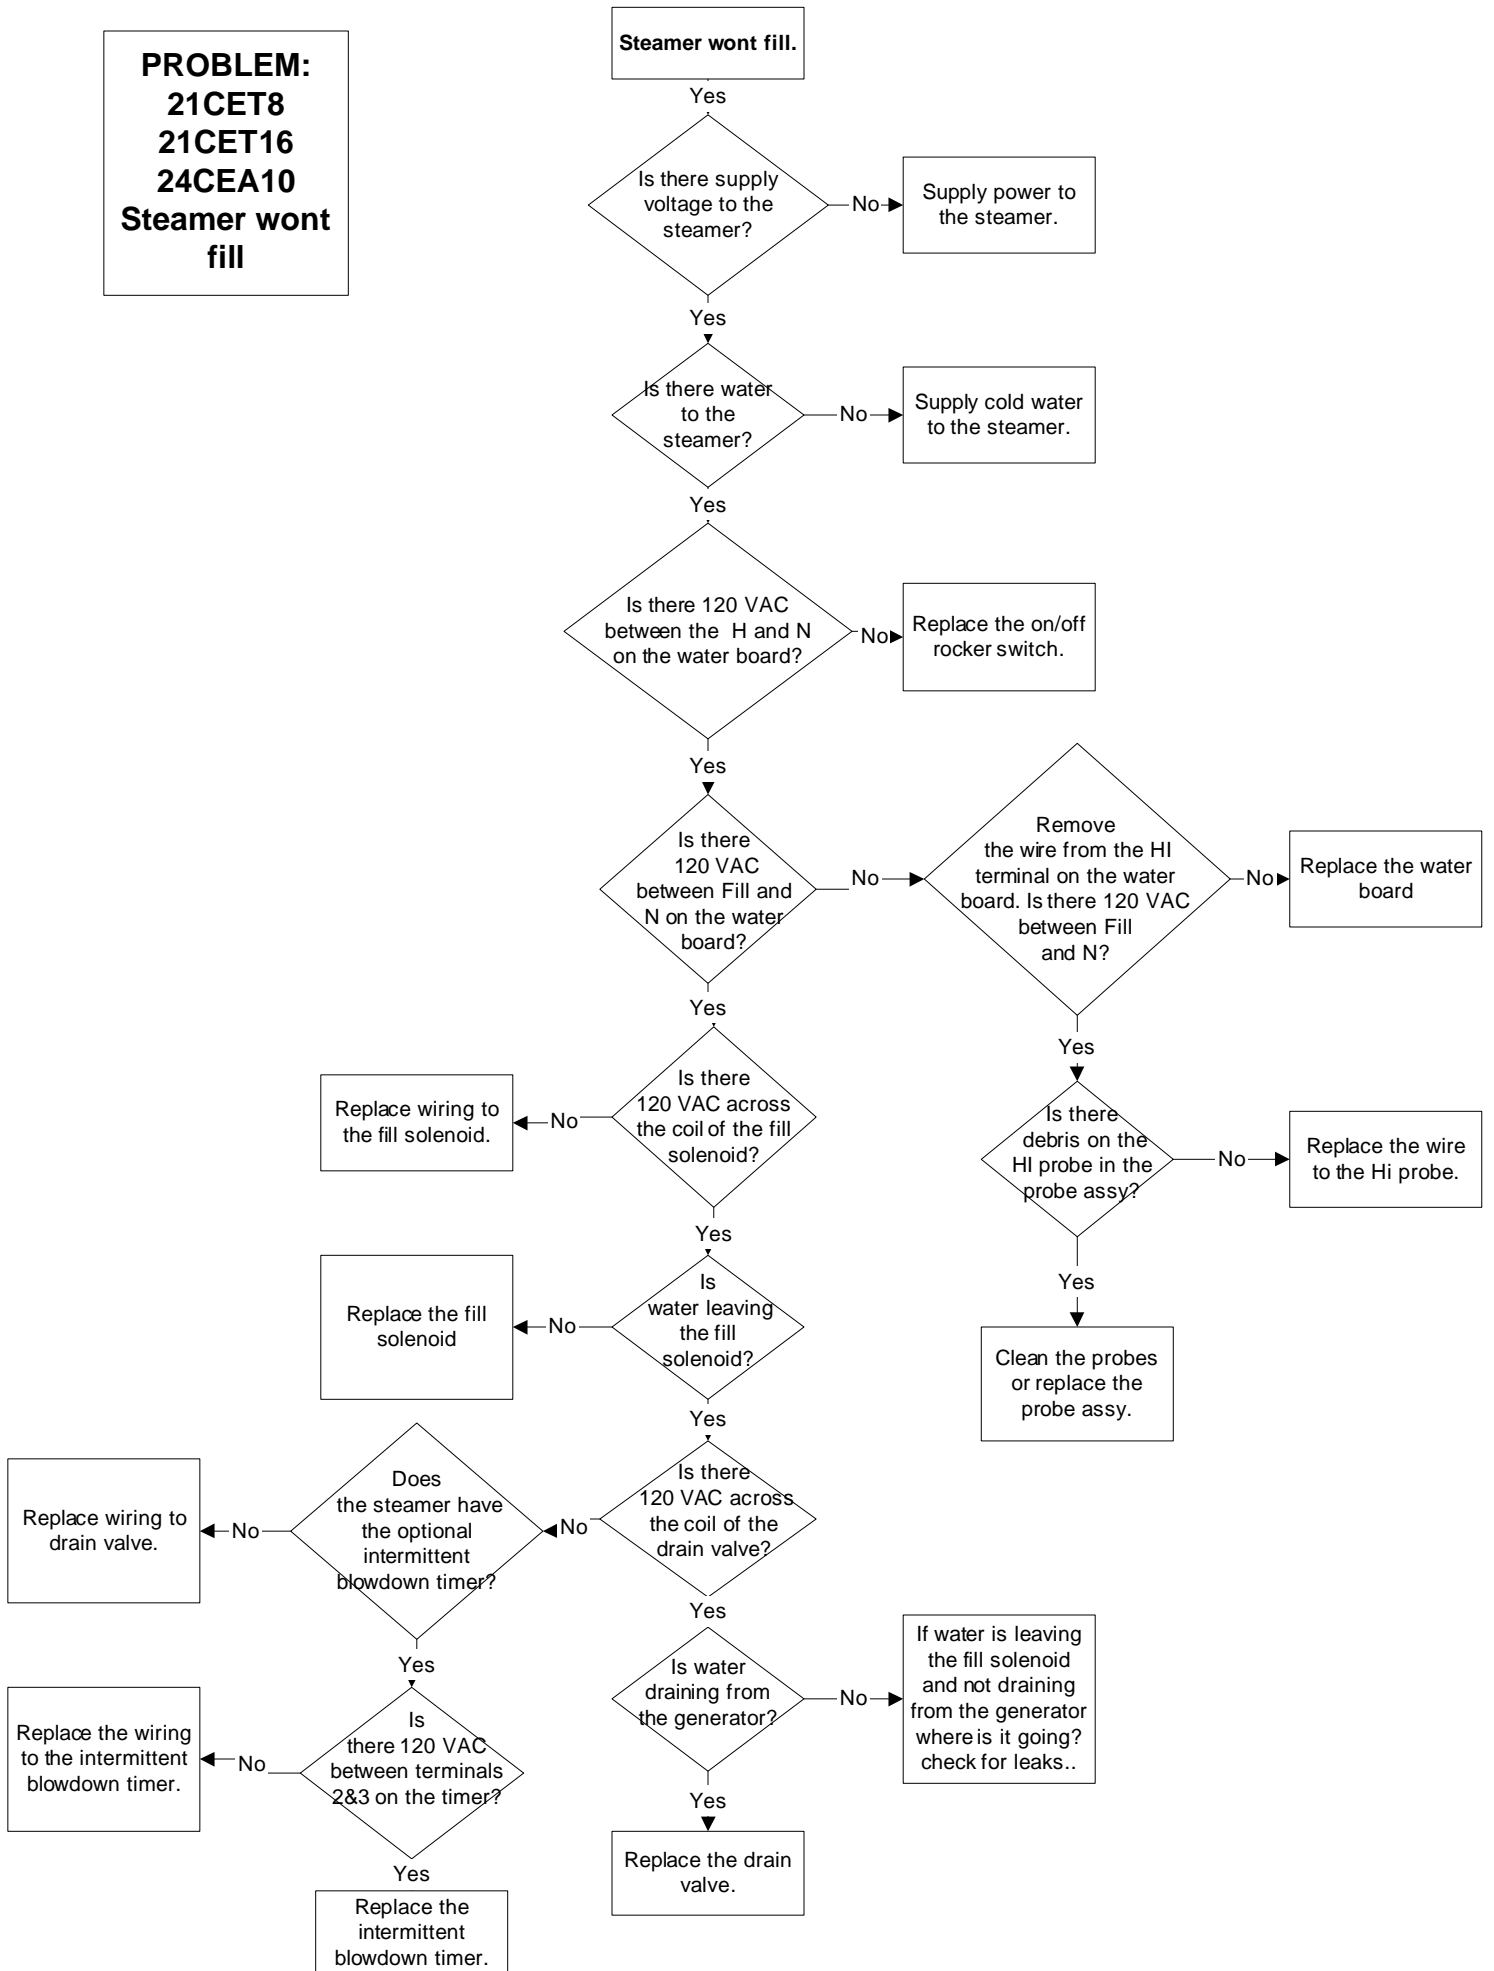 PROBLEM:
21CET8
21CET16
24CEA10
Steamer wont
fill
Steamer wont fill.
Yes
Is there supply
voltage to the
steamer?
No
Supply power to
the steamer.
Yes
Is there water
to the
steamer?
No
Supply cold water
to the steamer.
Yes
Is there 120 VAC
between the H and N
on the water board?
No
Replace the on/off
rocker switch.
Yes
Is there
120 VAC
between Fill and
N on the water
board?
No
Remove
the wire from the HI
terminal on the water
board. Is there 120 VAC
between Fill
and N?
No
Replace the water
board
Yes
Is there
debris on the
HI probe in the
probe assy?
No
Replace the wire
to the Hi probe.
Yes
Clean the probes
or replace the
probe assy.
Yes
Is there
120 VAC across
the coil of the fill
solenoid?
No
Replace wiring to
the fill solenoid.
Yes
Is
water leaving
the fill
solenoid?
No
Replace the fill
solenoid
Yes
Is there
120 VAC across
the coil of the
drain valve?
No
Does
the steamer have
the optional
intermittent
blowdown timer?
No
Replace wiring to
drain valve.
Yes
Is
there 120 VAC
between terminals
2&3 on the timer?
No
Replace the wiring
to the intermittent
blowdown timer.
Yes
Replace the
intermittent
blowdown timer.
Yes
Is water
draining from
the generator?
No
If water is leaving
the fill solenoid
and not draining
from the generator
where is it going?
check for leaks..
Yes
Replace the drain
valve.